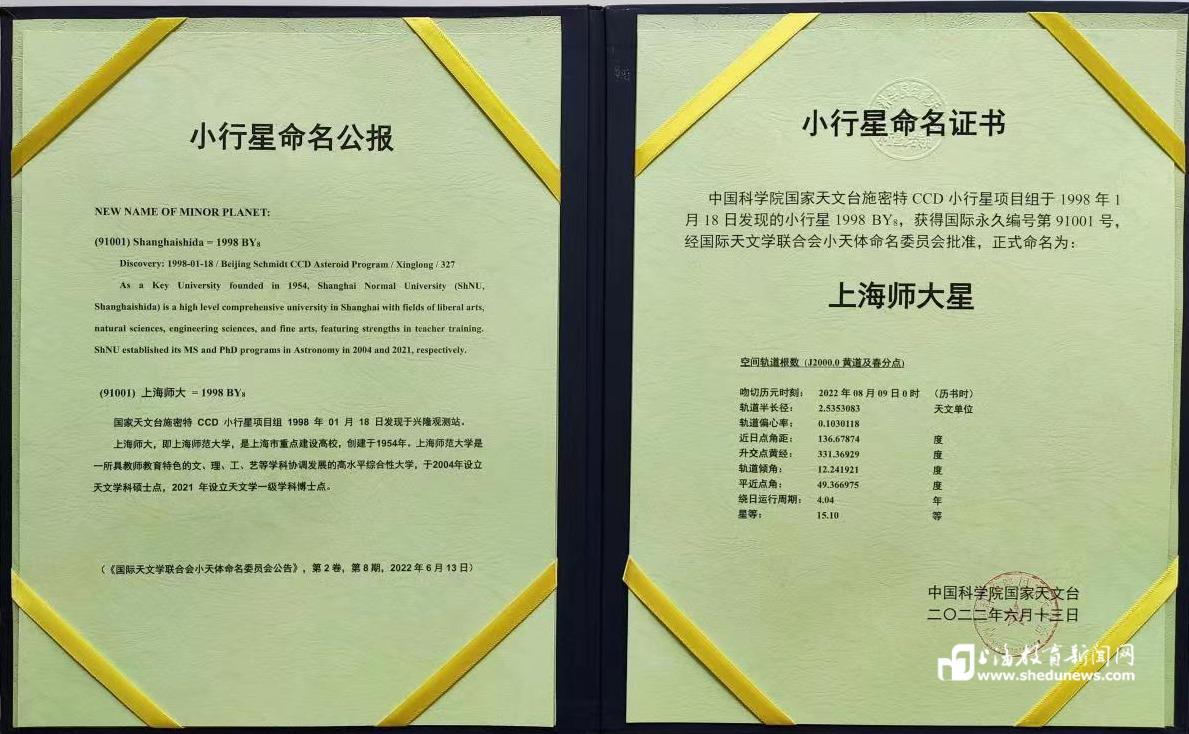 小行星命名公报
NEW NAME OF MINOR PLANET:
(91001) Shanghaishida = 1998 BY₈
Discovery: 1998-01-18 / Beijing Schmidt CCD Asteroid Program / Xinglong / 327
As a Key University founded in 1954, Shanghai Normal University (ShNU,
Shanghaishida) is a high level comprehensive university in Shanghai with fields of liberal arts,
natural sciences, engineering sciences, and fine arts, featuring strengths in teacher training.
ShNU established its MS and PhD programs in Astronomy in 2004 and 2021, respectively.
(91001) 上海师大 = 1998 BY₈
国家天文台施密特 CCD 小行星项目组 1998 年 01 月 18 日发现于兴隆观测站。
上海师大，即上海师范大学，是上海市重点建设高校，创建于1954年。上海师范大学是
一所具教师教育特色的文、理、工、艺等学科协调发展的高水平综合性大学，于2004年设立
天文学科硕士点，2021 年设立天文学一级学科博士点。
（《国际天文学联合会小天体命名委员会公告》，第 2 卷，第 8 期，2022 年 6 月 13 日）
小行星命名证书
中国科学院国家天文台施密特 CCD 小行星项目组于 1998 年 1
月 18 日发现的小行星 1998 BY₈，获得国际永久编号第 91001 号，
经国际天文学联合会小天体命名委员会批准，正式命名为：
上海师大星
空间轨道根数 (J2000.0 黄道及春分点)
吻切历元时刻： 2022 年 08 月 09 日 0 时 （历书时）
轨道半长径： 2.5353083 天文单位
轨道偏心率： 0.1030118
近日点角距： 136.67874 度
升交点黄经： 331.36929 度
轨道倾角： 12.241921 度
平近点角： 49.366975 度
绕日运行周期： 4.04 年
星等： 15.10 等
中国科学院国家天文台
二〇二二年六月十三日
上海教育新闻网
www.shedunews.com